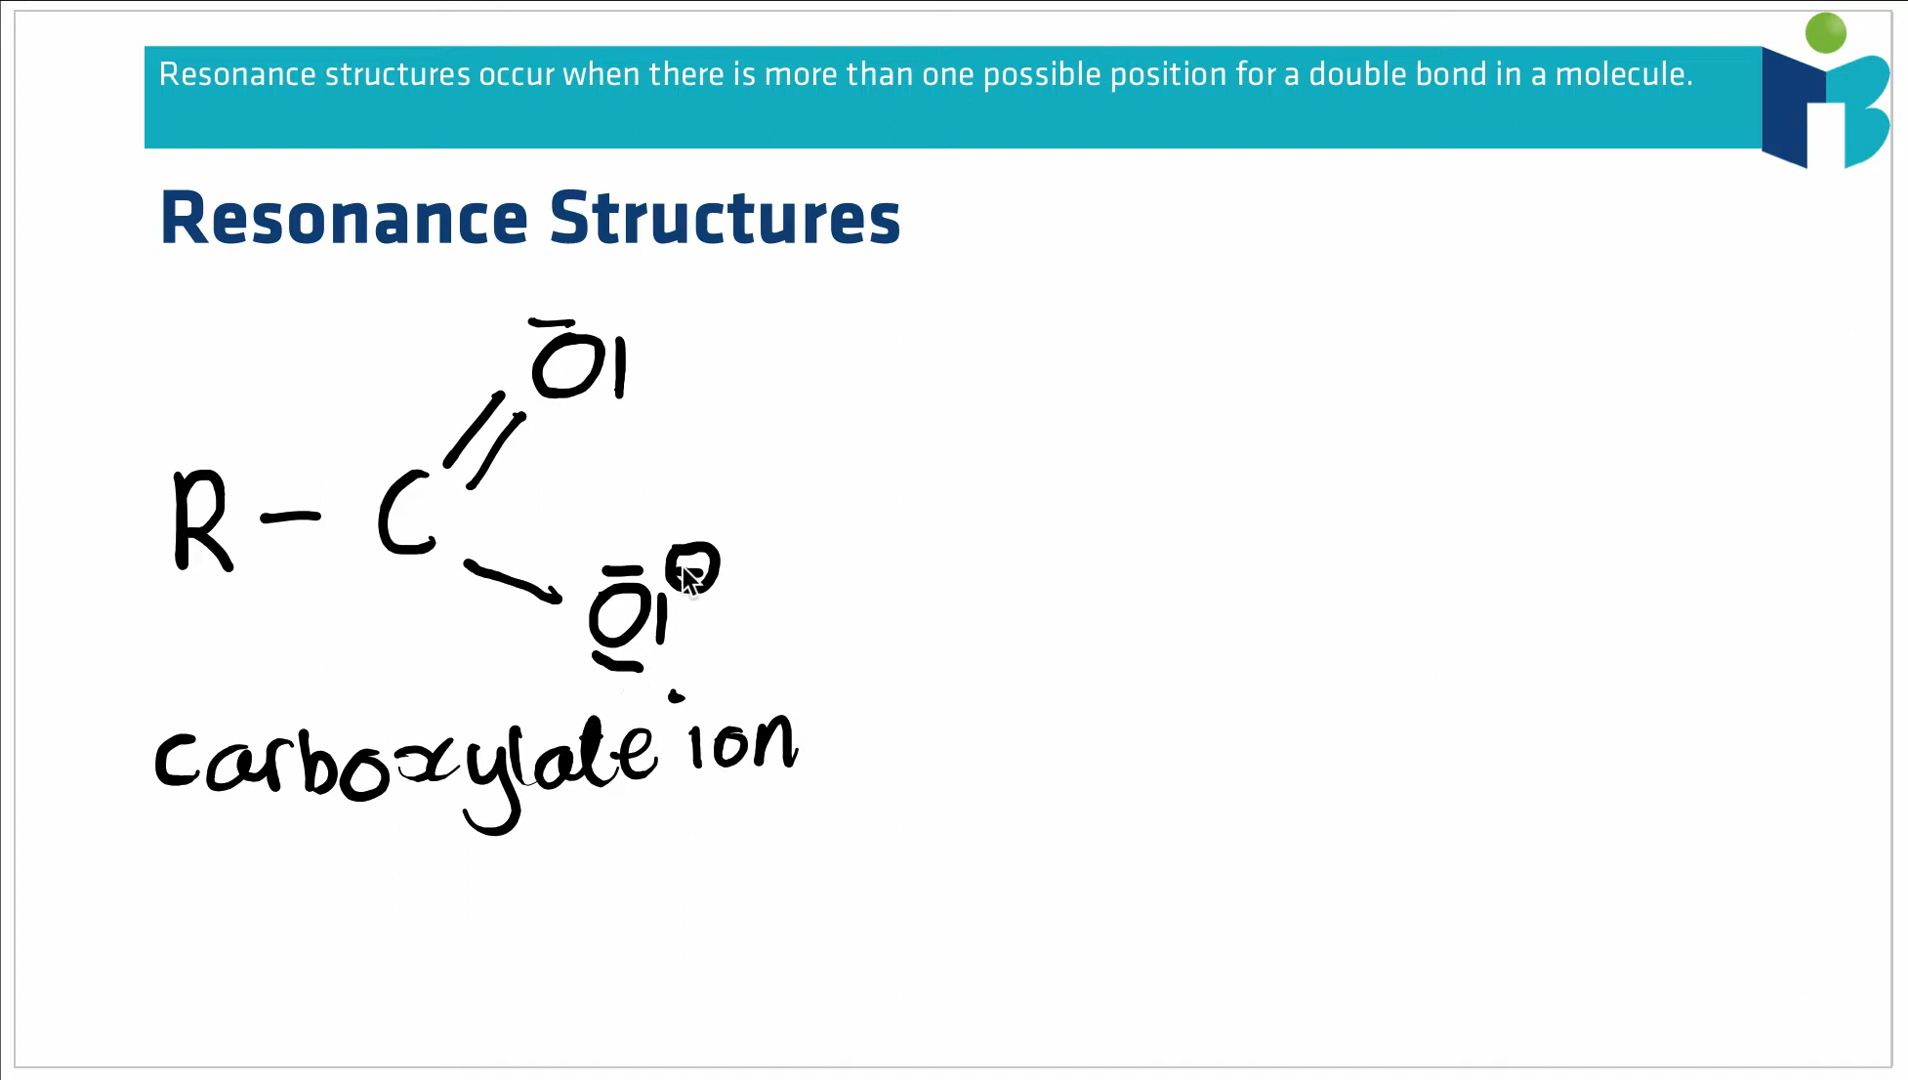 Resonance structures occur when there is more than one possible position for a double bond in a molecule.
Resonance Structures
O
R - C
O ⊖
carboxylate ion